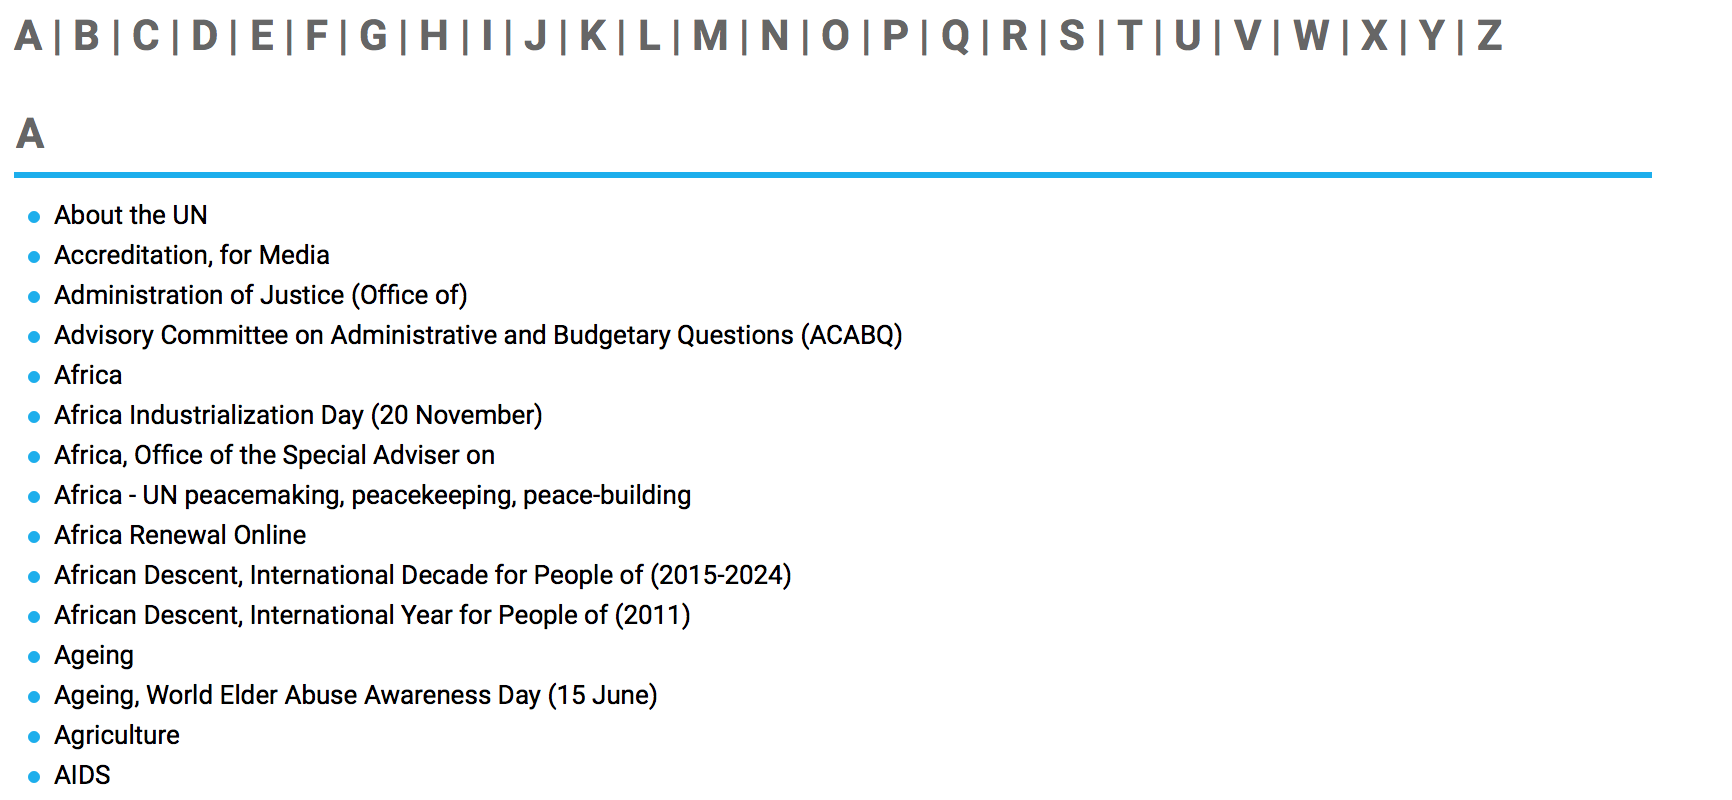 A | B | C | D | E | F | G | H | I | J | K | L | M | N | O | P | Q | R | S | T | U | V | W | X | Y | Z
A
About the UN
Accreditation, for Media
Administration of Justice (Office of)
Advisory Committee on Administrative and Budgetary Questions (ACABQ)
Africa
Africa Industrialization Day (20 November)
Africa, Office of the Special Adviser on
Africa - UN peacemaking, peacekeeping, peace-building
Africa Renewal Online
African Descent, International Decade for People of (2015-2024)
African Descent, International Year for People of (2011)
Ageing
Ageing, World Elder Abuse Awareness Day (15 June)
Agriculture
AIDS